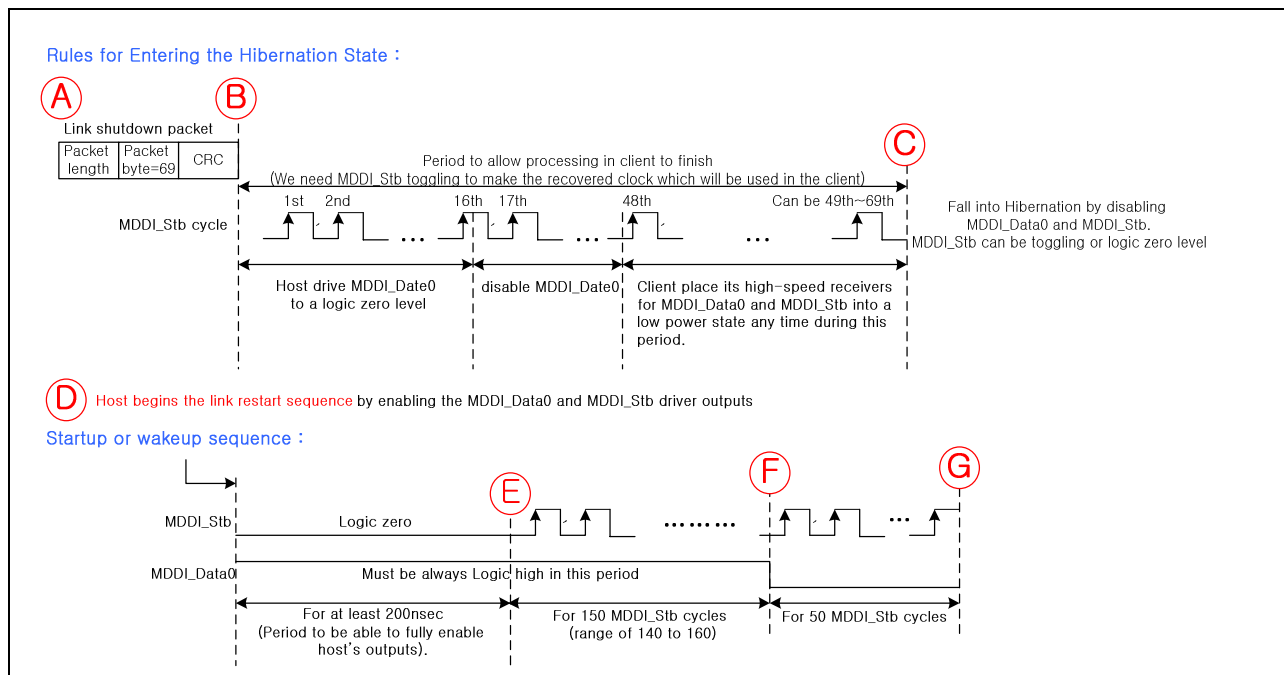 Rules for Entering the Hibernation State :
A
B
Link shutdown packet
Packet length
Packet byte=69
CRC
C
Period to allow processing in client to finish
(We need MDDI_Stb toggling to make the recovered clock which will be used in the client)
1st
2nd
16th
17th
48th
Can be 49th~69th
MDDI_Stb cycle
Fall into Hibernation by disabling
MDDI_Data0 and MDDI_Stb.
MDDI_Stb can be toggling or logic zero level
Host drive MDDI_Date0
to a logic zero level
disable MDDI_Date0
Client place its high-speed receivers
for MDDI_Data0 and MDDI_Stb into a
low power state any time during this
period.
D
Host begins the link restart sequence by enabling the MDDI_Data0 and MDDI_Stb driver outputs
Startup or wakeup sequence :
E
F
G
MDDI_Stb
Logic zero
MDDI_Data0
Must be always Logic high in this period
For at least 200nsec
(Period to be able to fully enable
host's outputs).
For 150 MDDI_Stb cycles
(range of 140 to 160)
For 50 MDDI_Stb cycles